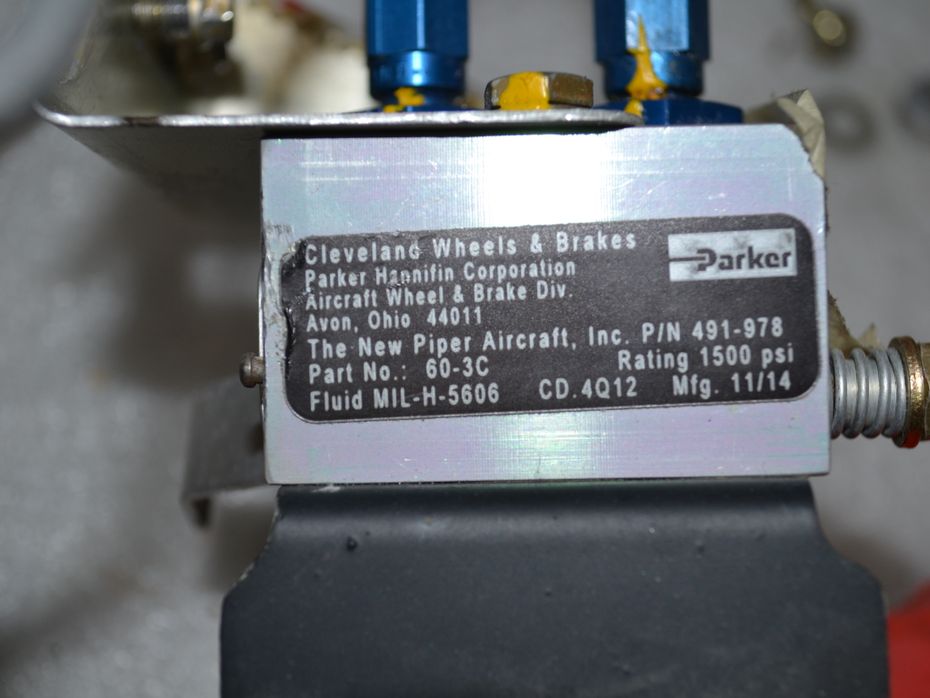 Cleveland Wheels & Brakes
Parker
Parker Hannifin Corporation
Aircraft Wheel & Brake Div.
Avon, Ohio 44011
The New Piper Aircraft, Inc. P/N 491-978
Part No.: 60-3C Rating 1500 psi
Fluid MIL-H-5606 CD.4Q12 Mfg. 11/14